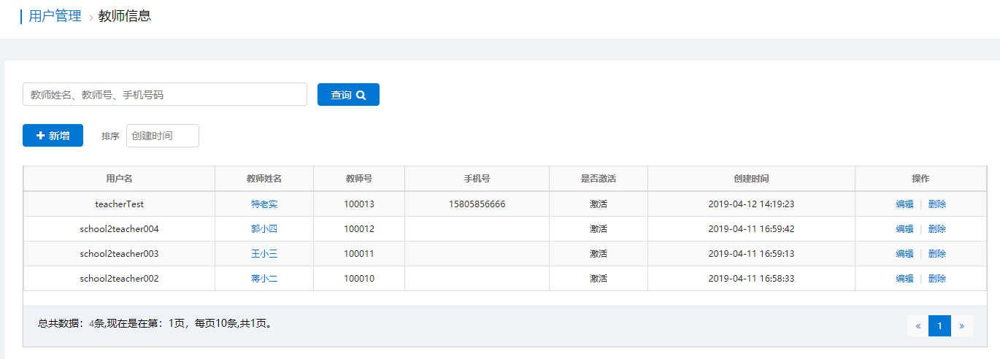 用户管理 › 教师信息
教师姓名、教师号、手机号码 查询
新增 排序 创建时间
用户名 教师姓名 教师号 手机号 是否激活 创建时间 操作
teacherTest 特老实 100013 15805856666 激活 2019-04-12 14:19:23 编辑 | 删除
school2teacher004 郭小四 100012 激活 2019-04-11 16:59:42 编辑 | 删除
school2teacher003 王小三 100011 激活 2019-04-11 16:59:13 编辑 | 删除
school2teacher002 蒋小二 100010 激活 2019-04-11 16:58:33 编辑 | 删除
总共数据：4条,现在是在第：1页，每页10条,共1页。 « 1 »